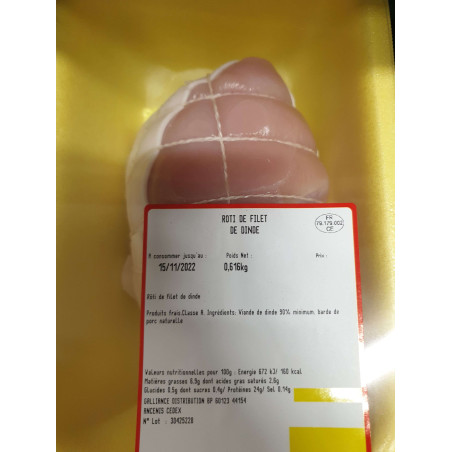 ROTI DE FILET
DE DINDE
FR
79.179.002
CE
A consommer jusqu'au :
Poids Net :
Prix :
15/11/2022
0,616kg
Rôti de filet de dinde
Produits frais.Classe A. Ingrédients: Viande de dinde 90% minimum, barde de
porc naturelle
Valeurs nutritionnelles pour 100g : Energie 672 kJ/ 160 kcal
Matières grasses 6.9g dont acides gras saturés 2.6g
Glucides 0.5g dont sucres 0.4g/ Protéines 24g/ Sel 0.14g
GALLIANCE DISTRIBUTION BP 60123 44154
ANCENIS CEDEX
N° Lot : 30425220